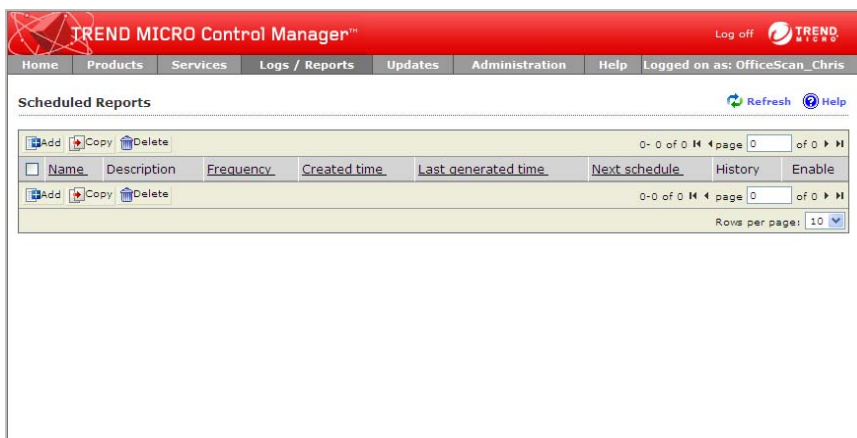 TREND MICRO Control Manager™
Log off
TREND MICRO
Home Products Services Logs / Reports Updates Administration Help Logged on as: OfficeScan_Chris
Scheduled Reports
Refresh Help
Add Copy Delete 0- 0 of 0 page 0 of 0
Name Description Frequency Created time Last generated time Next schedule History Enable
Add Copy Delete 0-0 of 0 page 0 of 0
Rows per page: 10